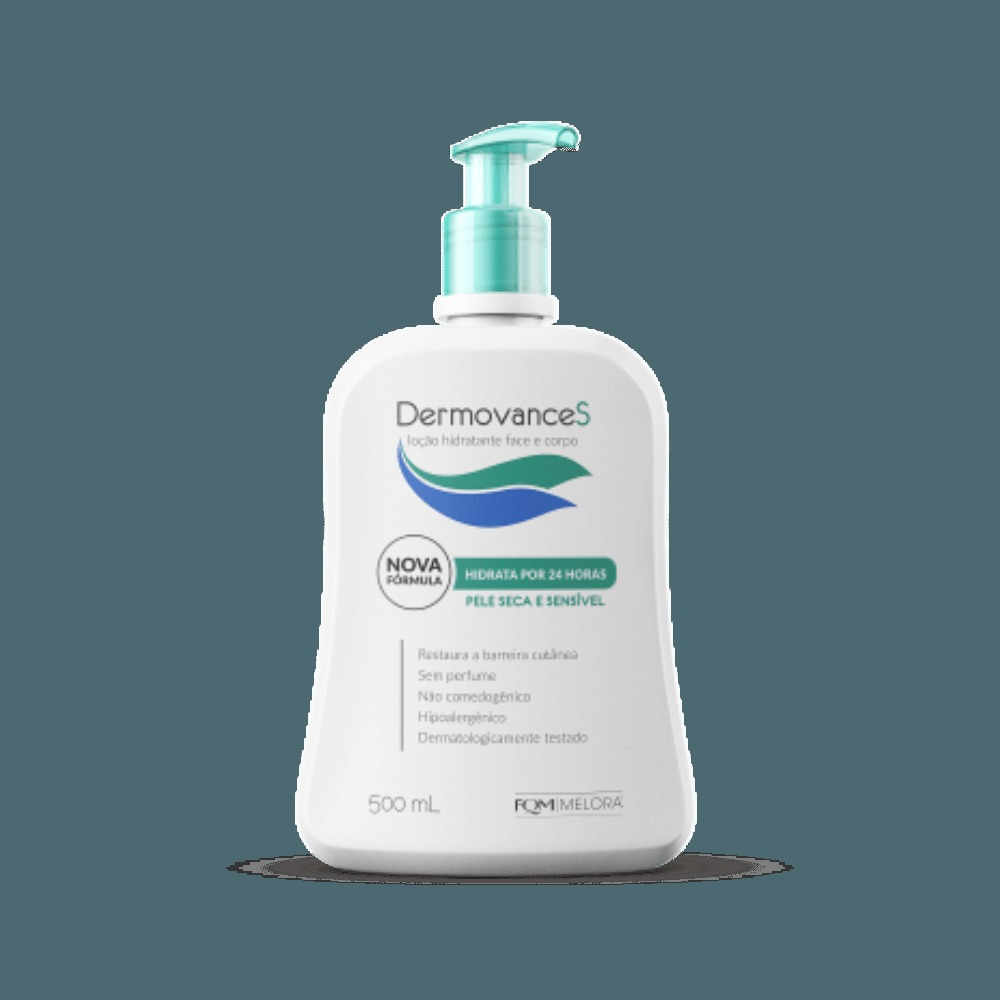 DermovanceS
loção hidratante face e corpo
NOVA
FÓRMULA
HIDRATA POR 24 HORAS
PELE SECA E SENSÍVEL
Restaura a barreira cutânea
Sem perfume
Não comedogênico
Hipoalergênico
Dermatologicamente testado
500 mL
FQM|MELORA